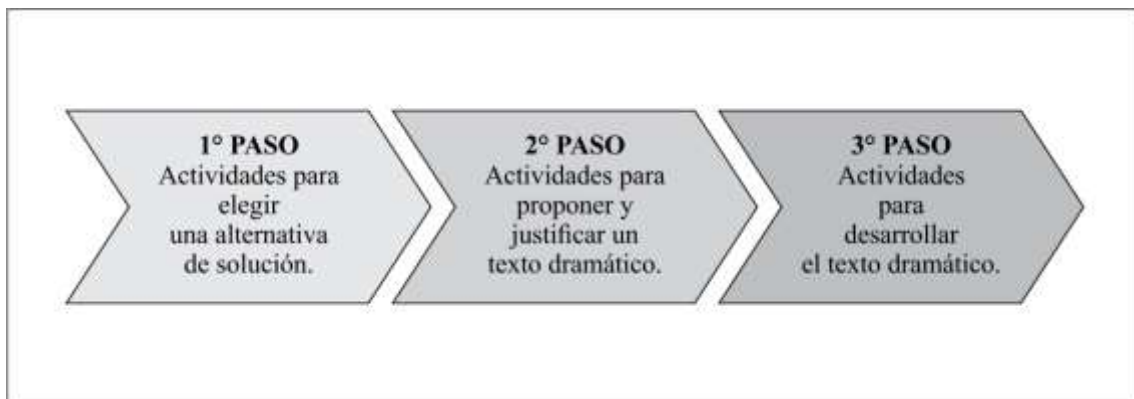 1° PASO
Actividades para
elegir
una alternativa
de solución.
2° PASO
Actividades para
proponer y
justificar un
texto dramático.
3° PASO
Actividades
para
desarrollar
el texto dramático.